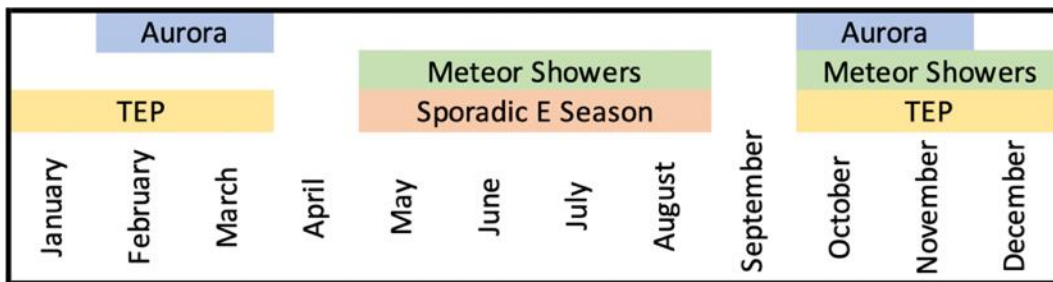 Aurora Aurora
Meteor Showers Meteor Showers
TEP Sporadic E Season TEP
January February March April May June July August September October November December